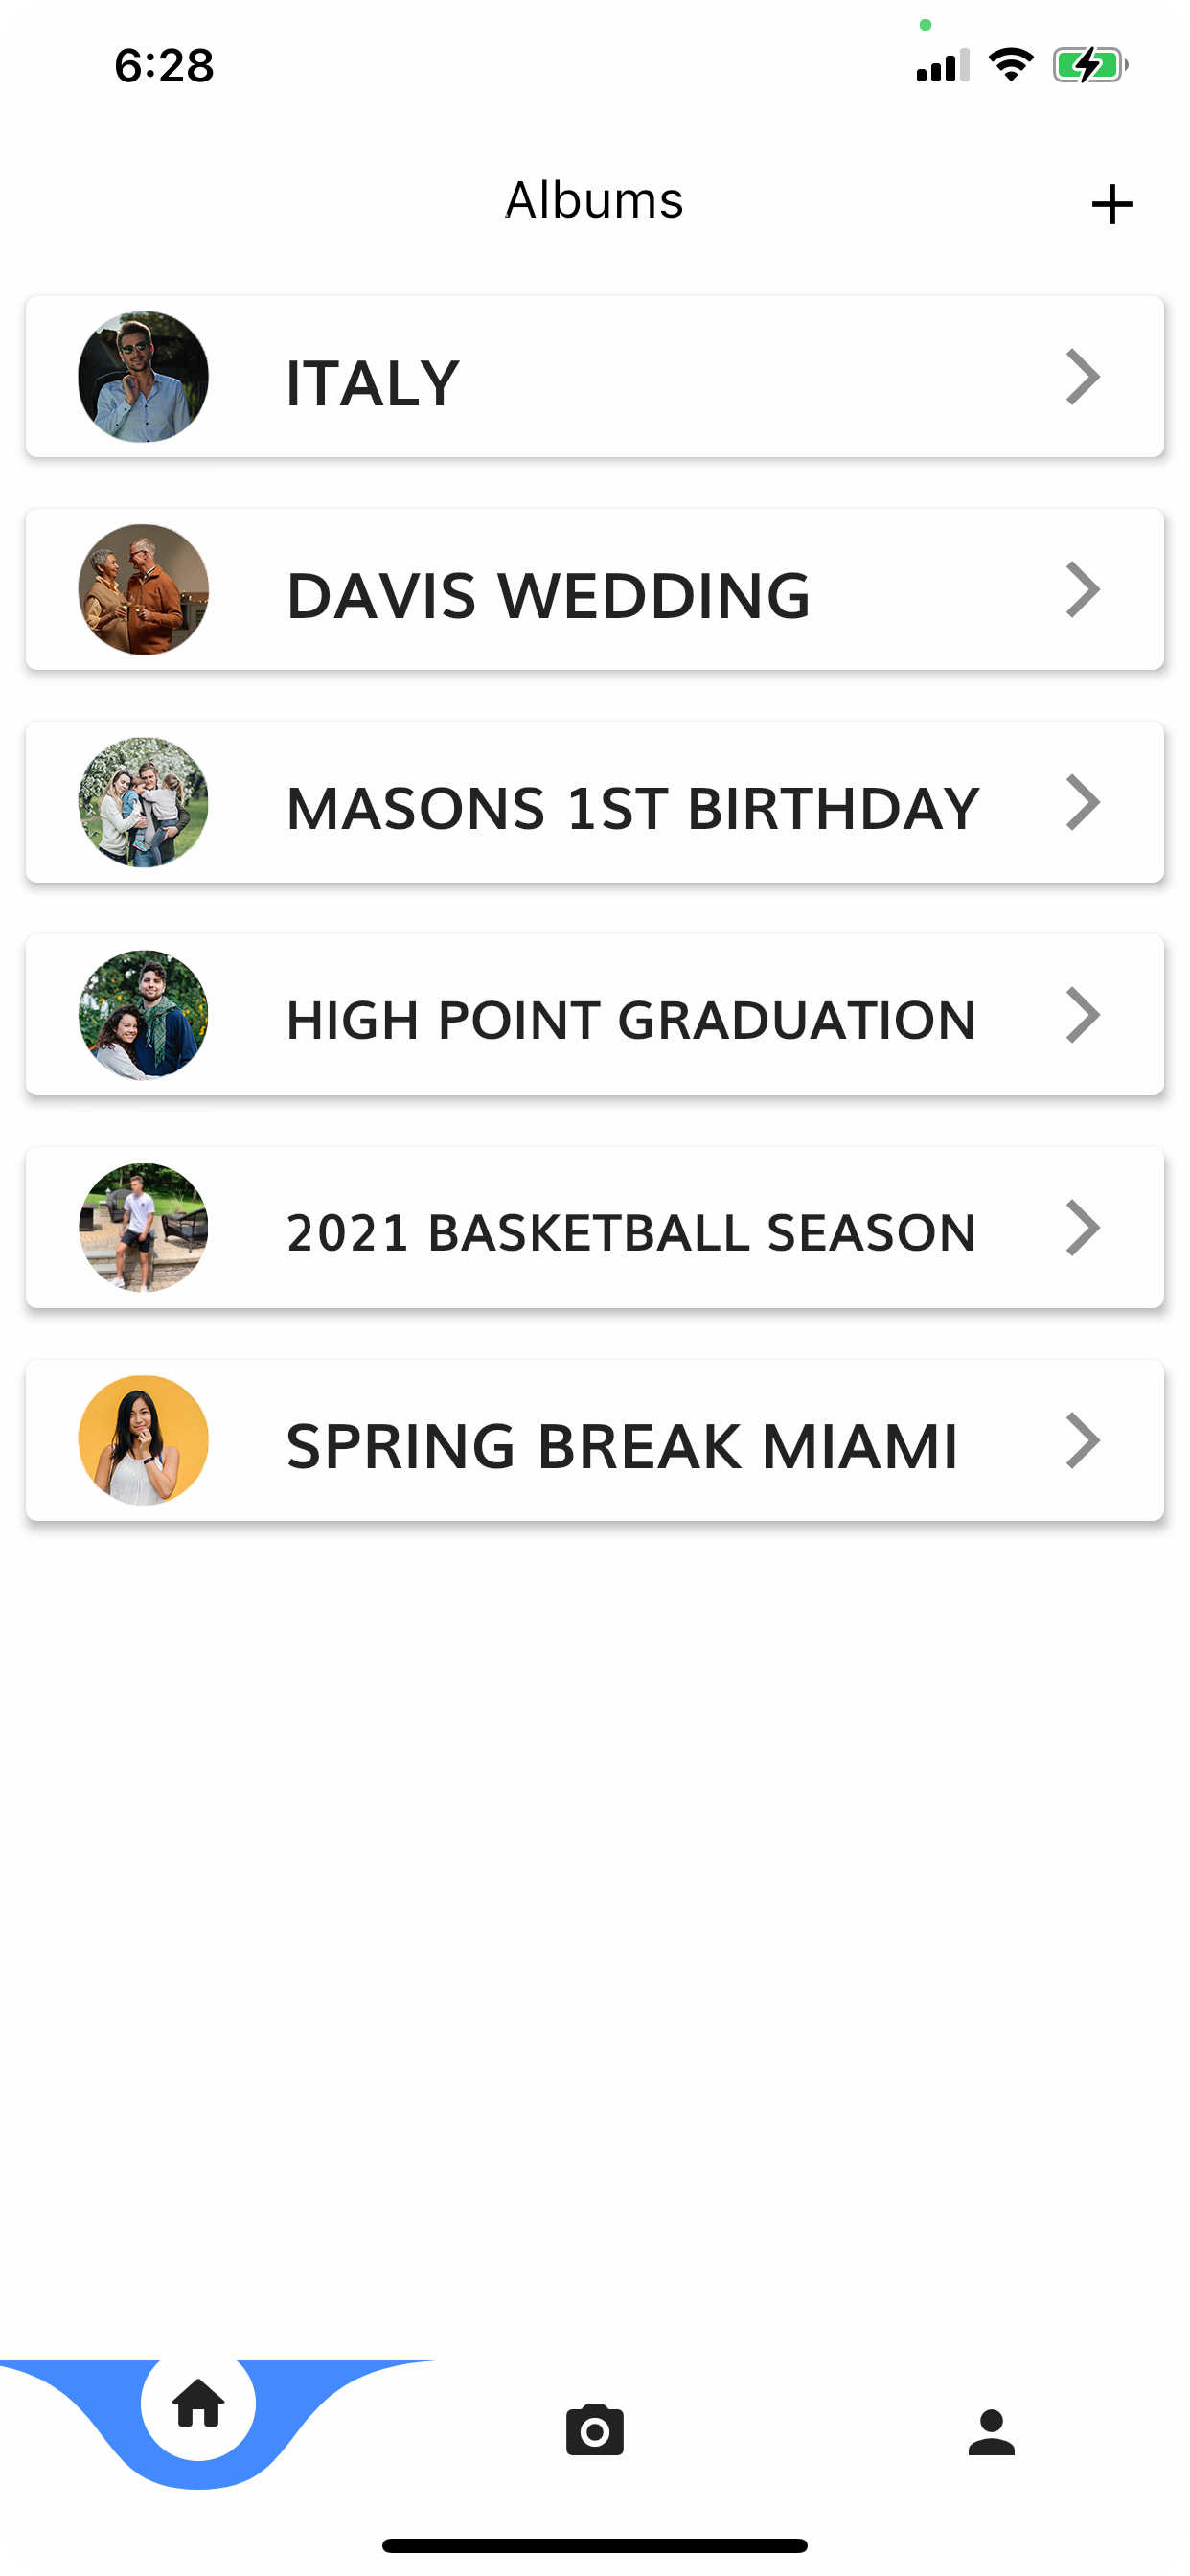 6:28
Albums
ITALY
DAVIS WEDDING
MASONS 1ST BIRTHDAY
HIGH POINT GRADUATION
2021 BASKETBALL SEASON
SPRING BREAK MIAMI